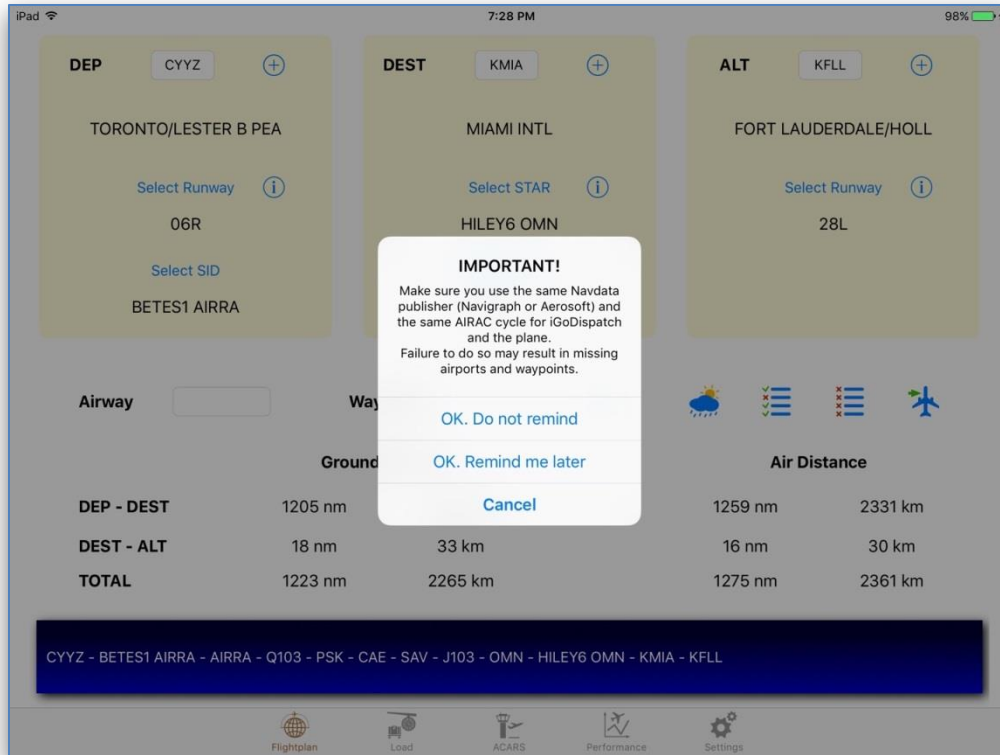 iPad 7:28 PM 98%
DEP CYYZ DEST KMIA ALT KFLL
TORONTO/LESTER B PEA MIAMI INTL FORT LAUDERDALE/HOLL
Select Runway Select STAR Select Runway
06R HILEY6 OMN 28L
Select SID
BETES1 AIRRA
IMPORTANT!
Make sure you use the same Navdata
publisher (Navigraph or Aerosoft) and
the same AIRAC cycle for iGoDispatch
and the plane.
Failure to do so may result in missing
airports and waypoints.
OK. Do not remind
OK. Remind me later
Cancel
Airway Way
Ground Air Distance
DEP - DEST 1205 nm 1259 nm 2331 km
DEST - ALT 18 nm 33 km 16 nm 30 km
TOTAL 1223 nm 2265 km 1275 nm 2361 km
CYYZ - BETES1 AIRRA - AIRRA - Q103 - PSK - CAE - SAV - J103 - OMN - HILEY6 OMN - KMIA - KFLL
Flightplan Load ACARS Performance Settings